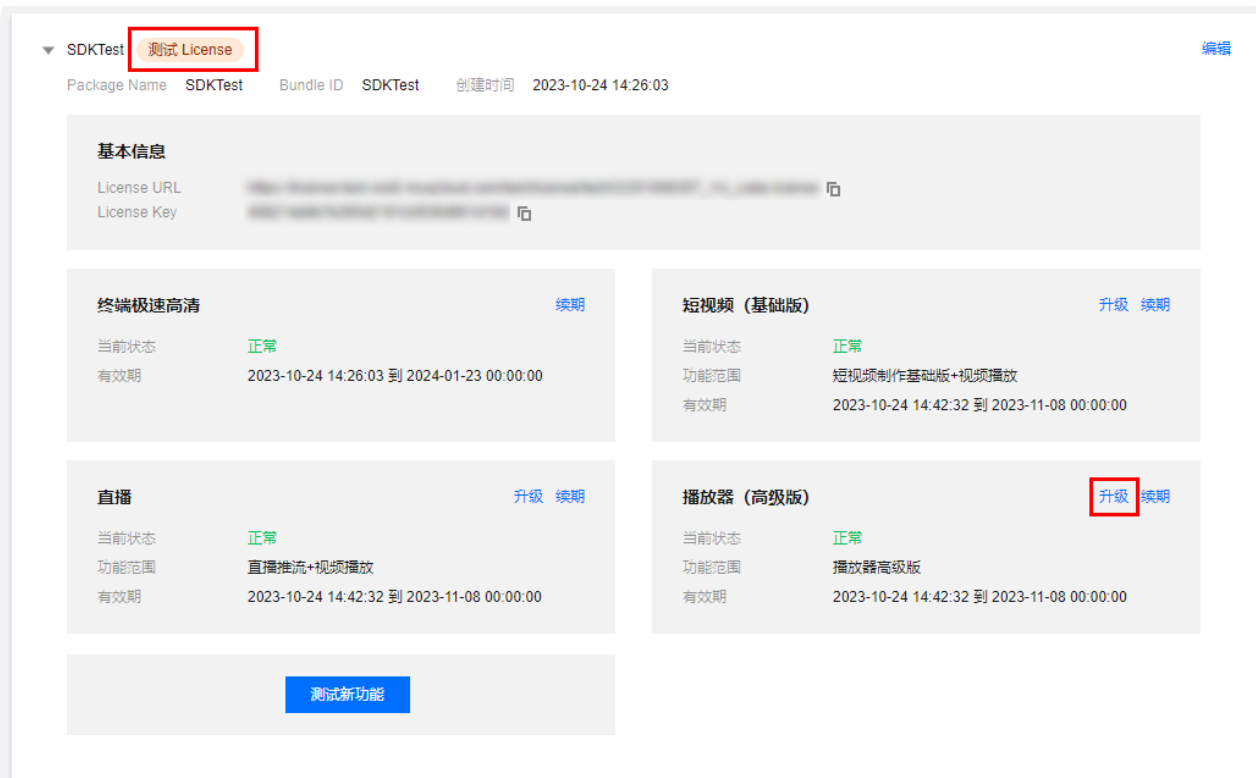 SDKTest 测试 License 编辑
Package Name SDKTest Bundle ID SDKTest 创建时间 2023-10-24 14:26:03
基本信息
License URL
License Key
终端极速高清 续期
当前状态 正常
有效期 2023-10-24 14:26:03 到 2024-01-23 00:00:00
短视频（基础版） 升级 续期
当前状态 正常
功能范围 短视频制作基础版+视频播放
有效期 2023-10-24 14:42:32 到 2023-11-08 00:00:00
直播 升级 续期
当前状态 正常
功能范围 直播推流+视频播放
有效期 2023-10-24 14:42:32 到 2023-11-08 00:00:00
播放器（高级版） 升级 续期
当前状态 正常
功能范围 播放器高级版
有效期 2023-10-24 14:42:32 到 2023-11-08 00:00:00
测试新功能